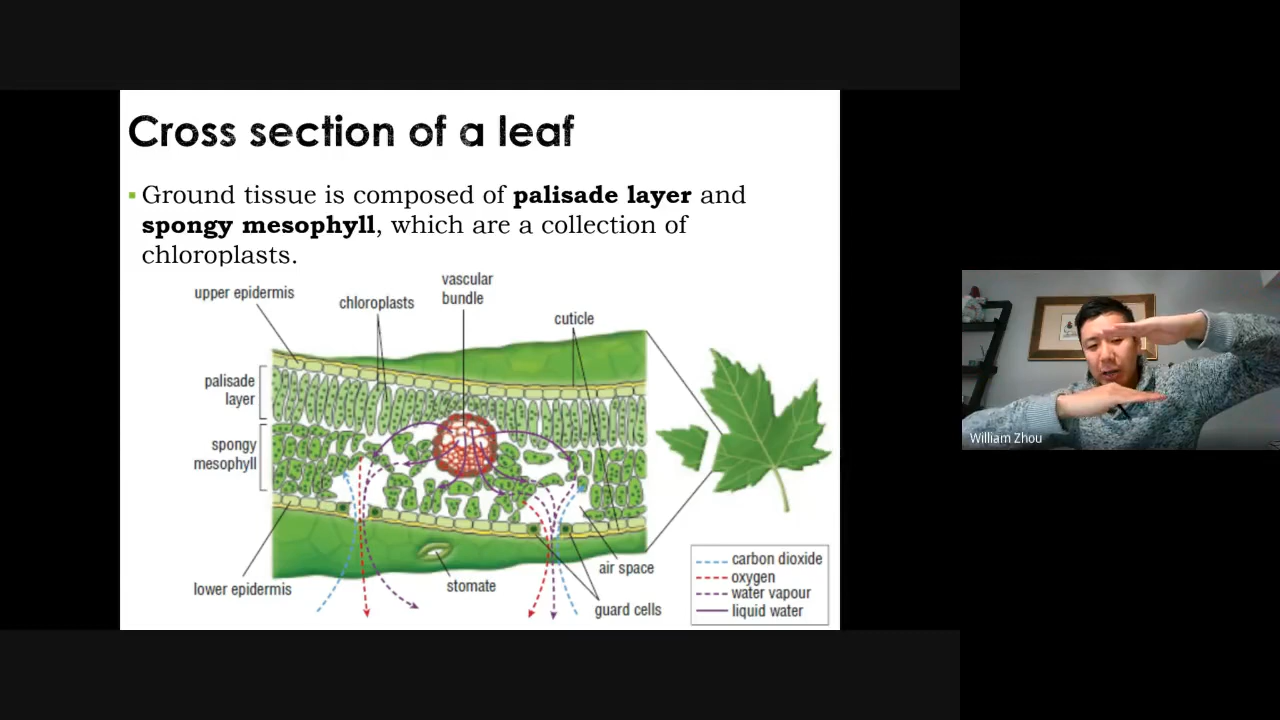 Cross section of a leaf
Ground tissue is composed of palisade layer and
spongy mesophyll, which are a collection of
chloroplasts.
upper epidermis
chloroplasts
vascular
bundle
cuticle
palisade
layer
spongy
mesophyll
lower epidermis
stomate
air space
guard cells
carbon dioxide
oxygen
water vapour
liquid water
William Zhou